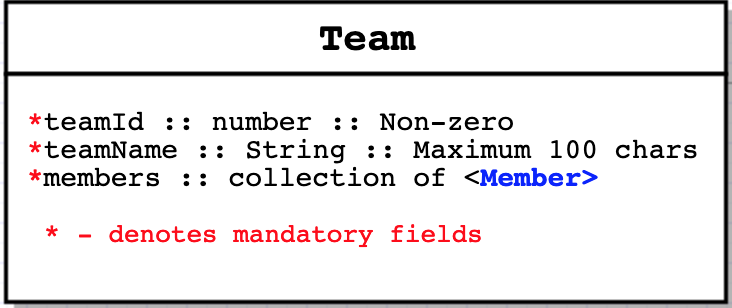 Team
*teamId :: number :: Non-zero
*teamName :: String :: Maximum 100 chars
*members :: collection of <Member>
* - denotes mandatory fields